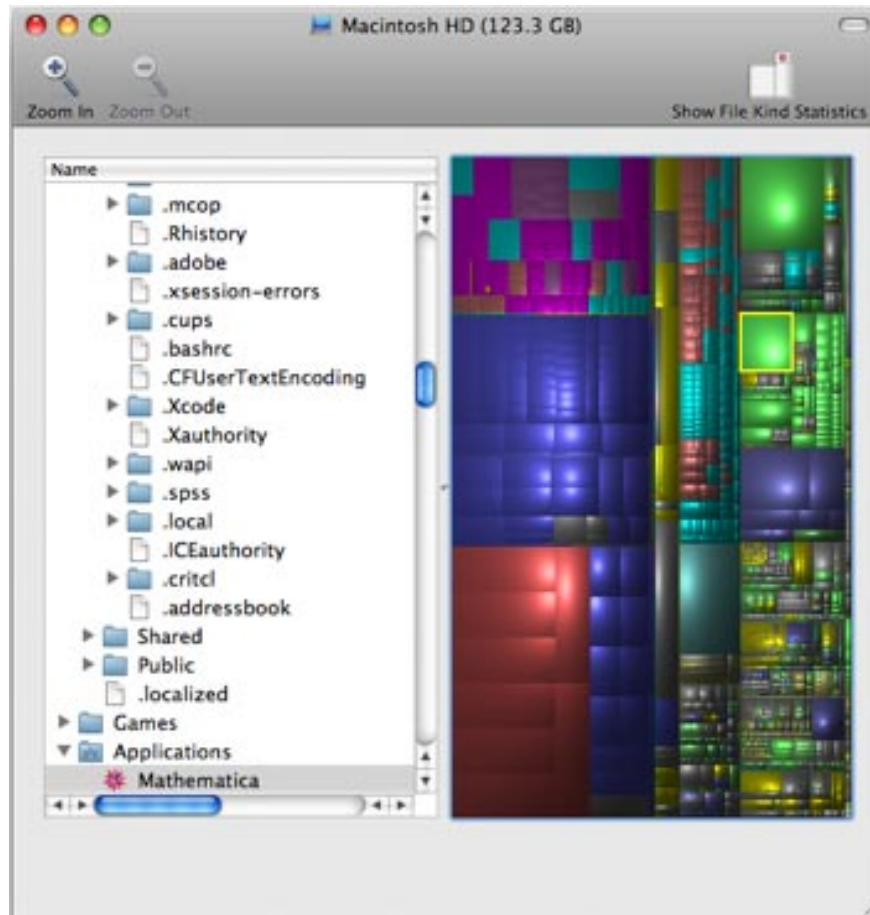 Macintosh HD (123.3 GB)
Zoom In Zoom Out Show File Kind Statistics
Name
.mcop
.Rhistory
.adobe
.xsession-errors
.cups
.bashrc
.CFUserTextEncoding
.Xcode
.Xauthority
.wapi
.spss
.local
.ICEauthority
.critcl
.addressbook
Shared
Public
.localized
Games
Applications
Mathematica